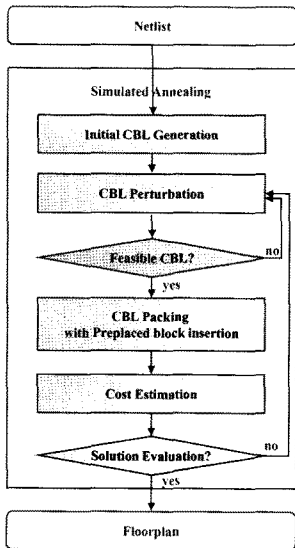 Netlist
Simulated Annealing
Initial CBL Generation
CBL Perturbation
Feasible CBL?
no
yes
CBL Packing
with Preplaced block insertion
Cost Estimation
no
Solution Evaluation?
yes
Floorplan